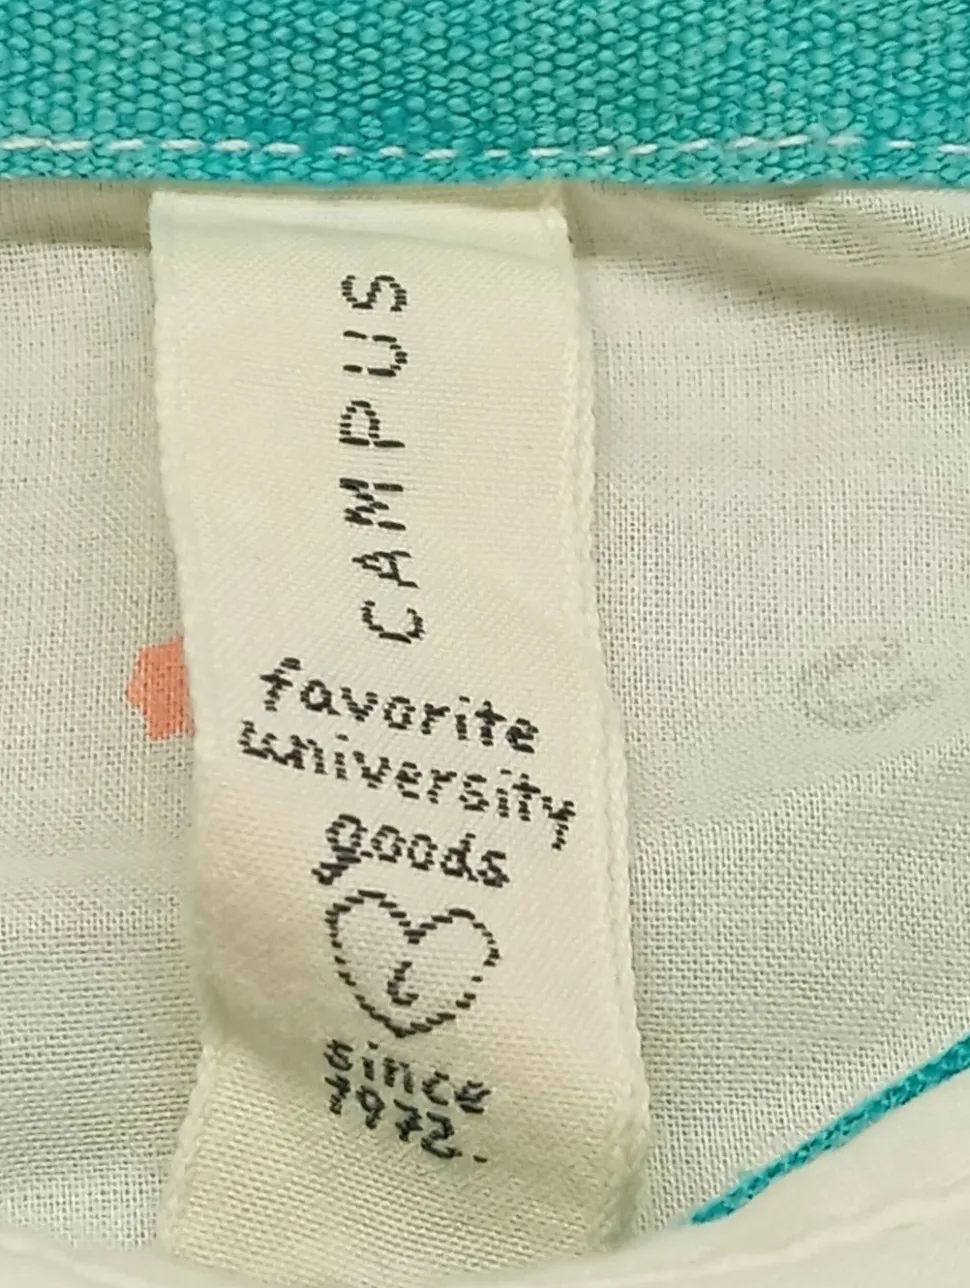 CAMPUS
favorite
university
goods
since
1972.